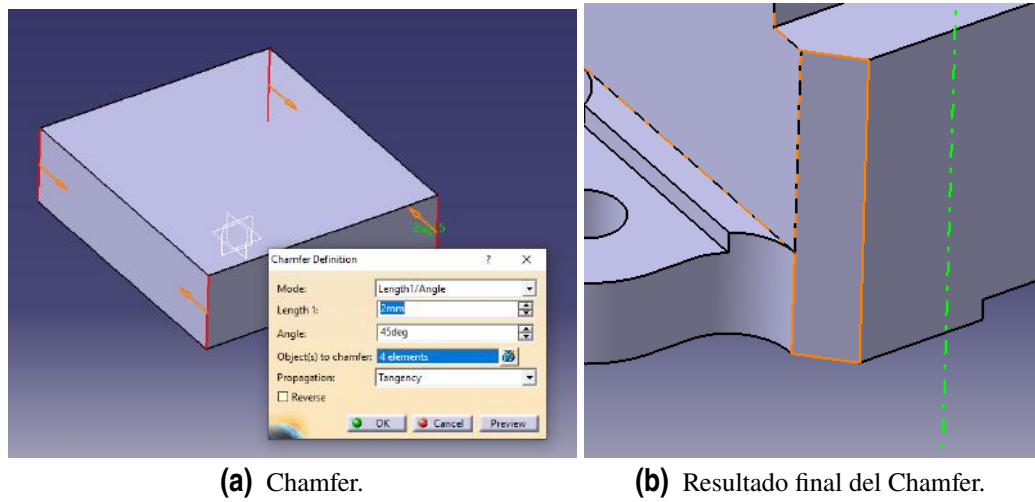 Chamfer Definition ? X
Mode: Length1/Angle
Length 1: 2mm
Angle: 45deg
Object(s) to chamfer: 4 elements
Propagation: Tangency
Reverse
OK Cancel Preview
(a) Chamfer.
(b) Resultado final del Chamfer.